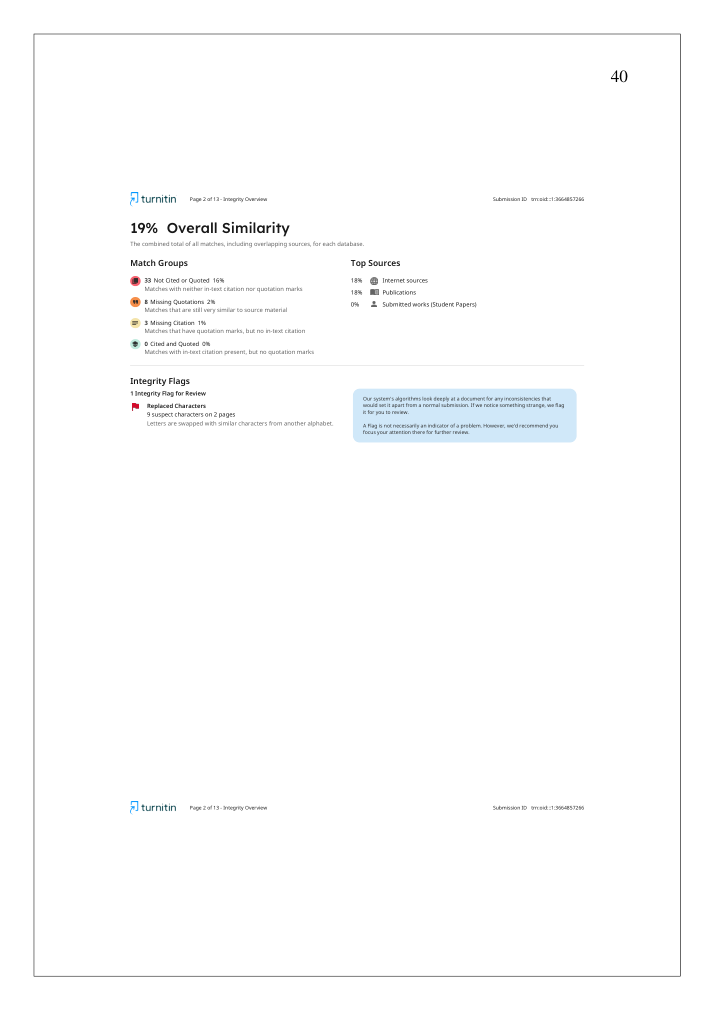 40
turnitin Page 2 of 13 - Integrity Overview Submission ID trn:oid:::1:3664857266
19% Overall Similarity
The combined total of all matches, including overlapping sources, for each database.
Match Groups
33 Not Cited or Quoted 16%
Matches with neither in-text citation nor quotation marks
8 Missing Quotations 2%
Matches that are still very similar to source material
3 Missing Citation 1%
Matches that have quotation marks, but no in-text citation
0 Cited and Quoted 0%
Matches with in-text citation present, but no quotation marks
Top Sources
18% Internet sources
18% Publications
0% Submitted works (Student Papers)
Integrity Flags
1 Integrity Flag for Review
Replaced Characters
9 suspect characters on 2 pages
Letters are swapped with similar characters from another alphabet.
Our system's algorithms look deeply at a document for any inconsistencies that
would set it apart from a normal submission. If we notice something strange, we flag
it for you to review.
A Flag is not necessarily an indicator of a problem. However, we'd recommend you
focus your attention there for further review.
turnitin Page 2 of 13 - Integrity Overview Submission ID trn:oid:::1:3664857266